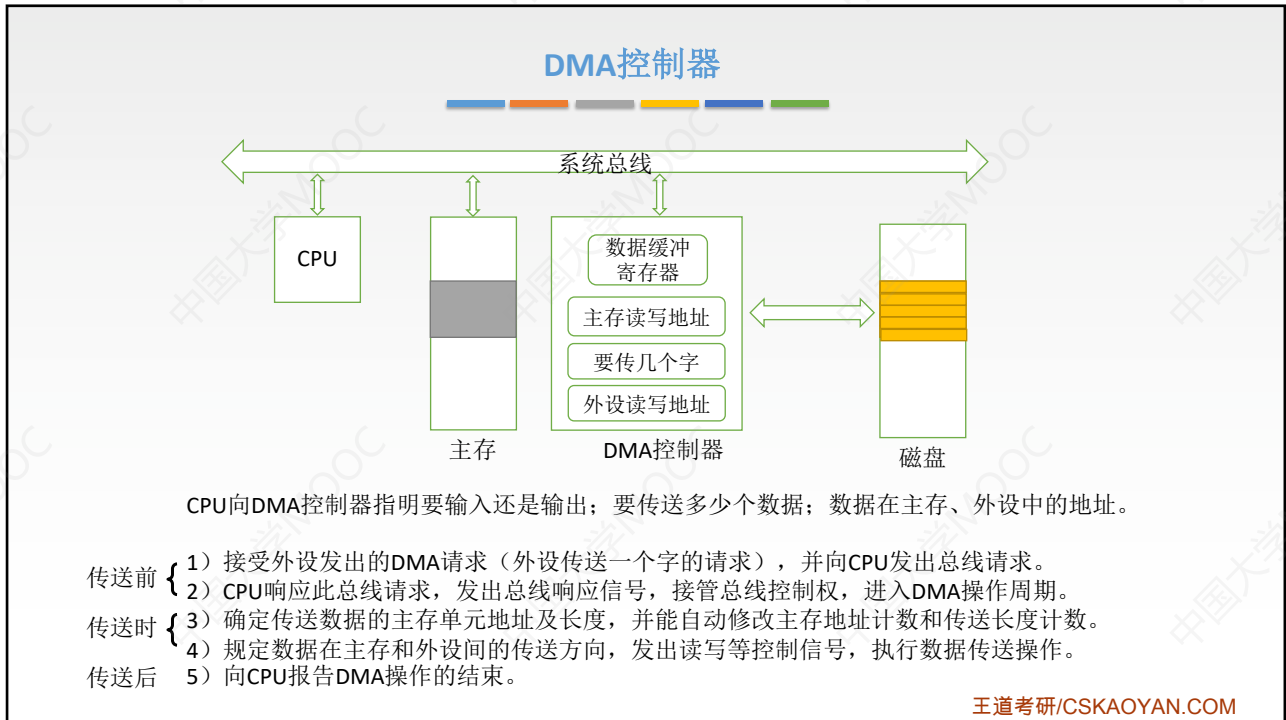 DMA控制器
系统总线
CPU
数据缓冲
寄存器
主存读写地址
要传几个字
外设读写地址
主存
DMA控制器
磁盘
CPU向DMA控制器指明要输入还是输出；要传送多少个数据；数据在主存、外设中的地址。
传送前
1）接受外设发出的DMA请求（外设传送一个字的请求），并向CPU发出总线请求。
2）CPU响应此总线请求，发出总线响应信号，接管总线控制权，进入DMA操作周期。
传送时
3）确定传送数据的主存单元地址及长度，并能自动修改主存地址计数和传送长度计数。
4）规定数据在主存和外设间的传送方向，发出读写等控制信号，执行数据传送操作。
传送后
5）向CPU报告DMA操作的结束。
王道考研/CSKAOYAN.COM
中国大学MOOC